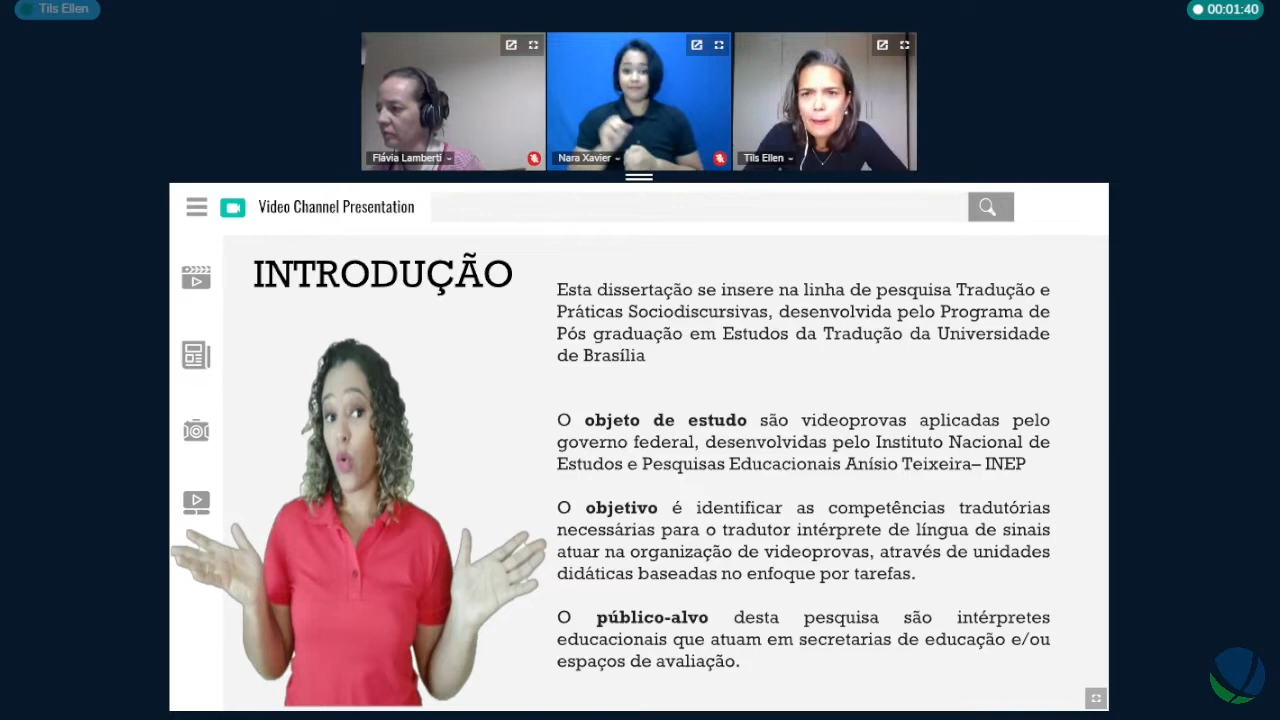 Tils Ellen
00:01:40
Flávia Lamberti
Nara Xavier
Tils Ellen
Video Channel Presentation
INTRODUÇÃO
Esta dissertação se insere na linha de pesquisa Tradução e
Práticas Sociodiscursivas, desenvolvida pelo Programa de
Pós graduação em Estudos da Tradução da Universidade
de Brasília
O objeto de estudo são videoprovas aplicadas pelo
governo federal, desenvolvidas pelo Instituto Nacional de
Estudos e Pesquisas Educacionais Anísio Teixeira– INEP
O objetivo é identificar as competências tradutórias
necessárias para o tradutor intérprete de língua de sinais
atuar na organização de videoprovas, através de unidades
didáticas baseadas no enfoque por tarefas.
O público-alvo desta pesquisa são intérpretes
educacionais que atuam em secretarias de educação e/ou
espaços de avaliação.